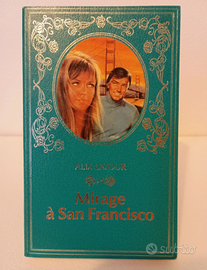 Mirage
à San Francisco
subito